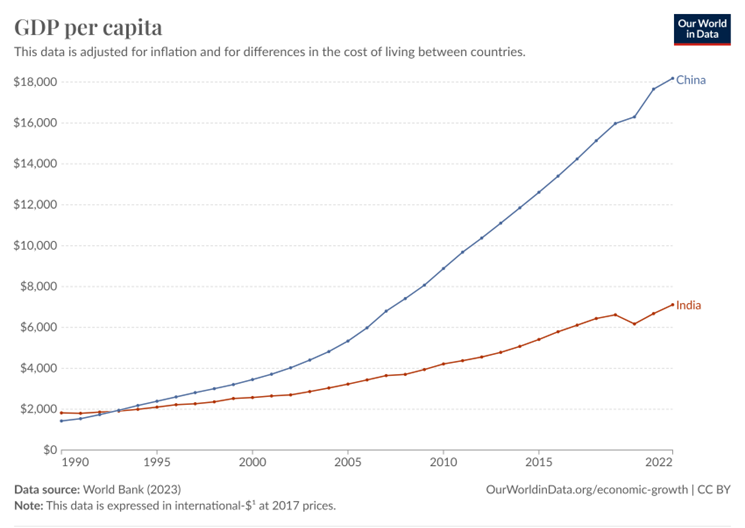 GDP per capita
Our World
in Data
This data is adjusted for inflation and for differences in the cost of living between countries.
$18,000
China
$16,000
$14,000
$12,000
$10,000
$8,000
India
$6,000
$4,000
$2,000
$0
1990 1995 2000 2005 2010 2015 2022
Data source: World Bank (2023) OurWorldinData.org/economic-growth | CC BY
Note: This data is expressed in international-$¹ at 2017 prices.